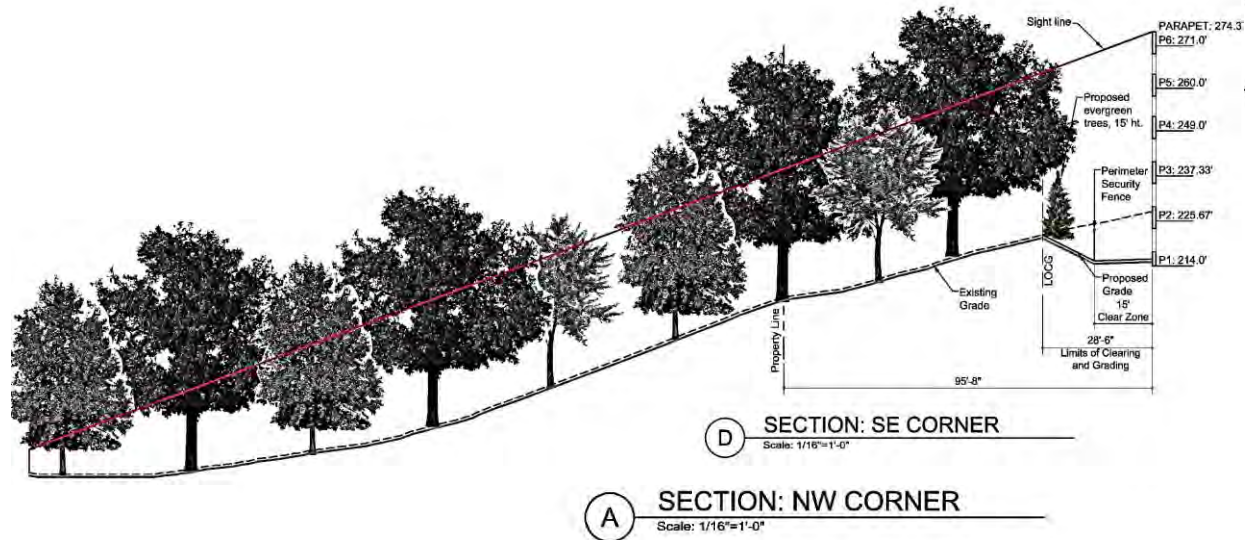 Sight line
PARAPET: 274.3
P6: 271.0'
P5: 260.0'
Proposed
evergreen
trees, 15' ht.
P4: 249.0'
P3: 237.33'
Perimeter
Security
Fence
P2: 225.67'
P1: 214.0'
LOCG
Property Line
Existing
Grade
Proposed
Grade
15'
Clear Zone
28'-6"
Limits of Clearing
and Grading
95'-8"
D
SECTION: SE CORNER
Scale: 1/16"=1'-0"
A
SECTION: NW CORNER
Scale: 1/16"=1'-0"